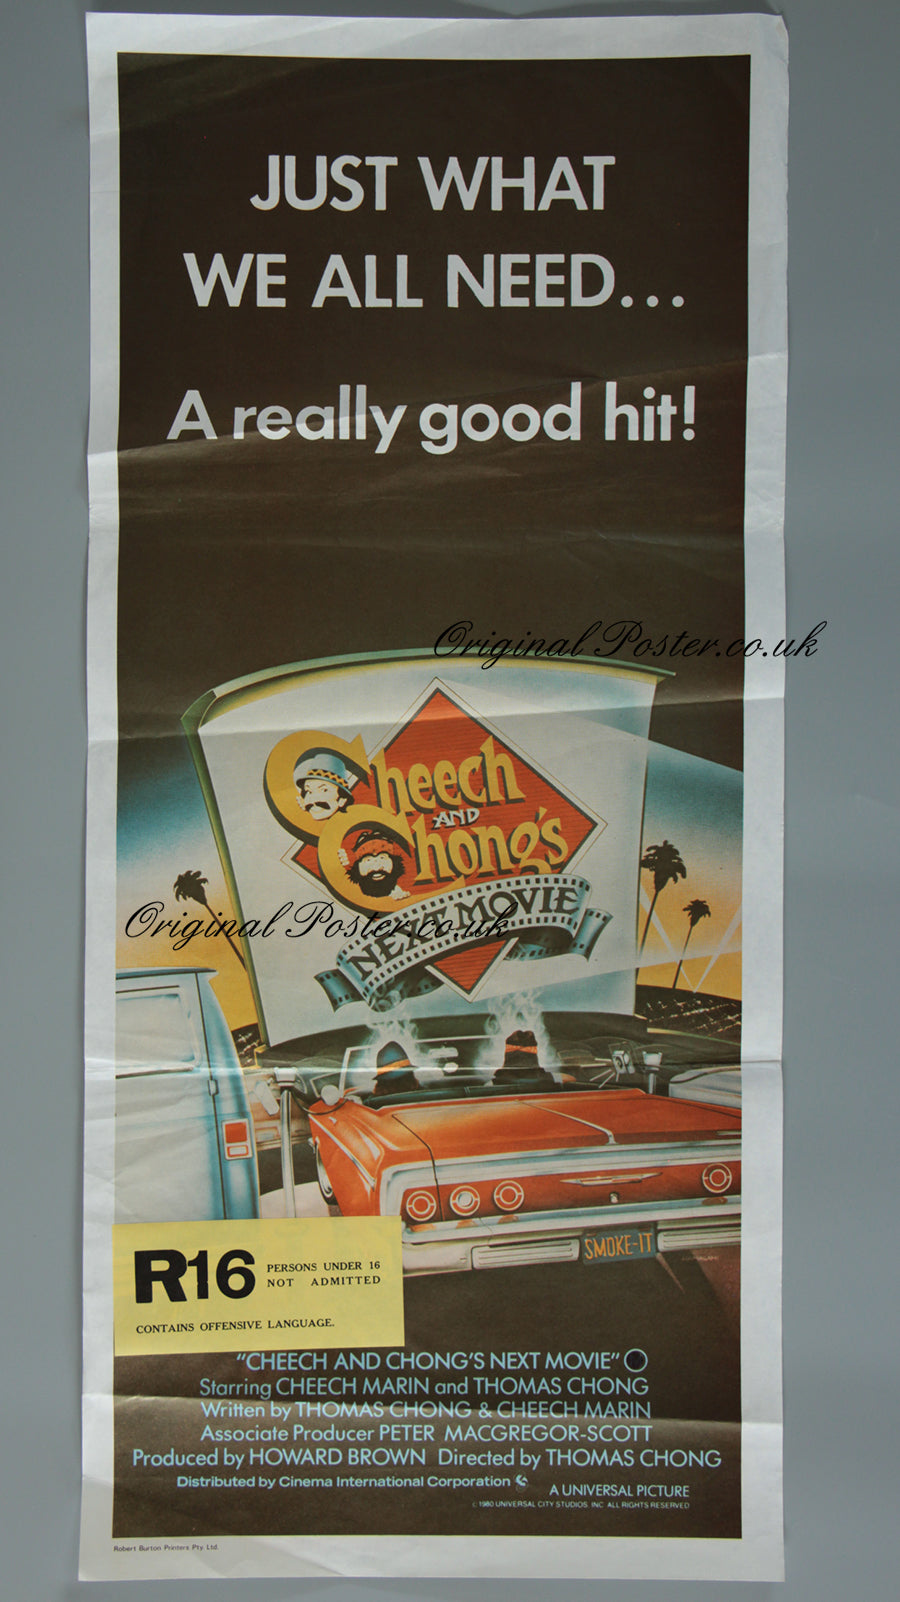 JUST WHAT
WE ALL NEED...
A really good hit!
Original Poster.co.uk
Cheech
AND
Chong's
NEXT MOVIE
Original Poster.co.uk
SMOKE-IT
R16 PERSONS UNDER 16
NOT ADMITTED
CONTAINS OFFENSIVE LANGUAGE.
"CHEECH AND CHONG'S NEXT MOVIE"
Starring CHEECH MARIN and THOMAS CHONG
Written by THOMAS CHONG & CHEECH MARIN
Associate Producer PETER MACGREGOR-SCOTT
Produced by HOWARD BROWN Directed by THOMAS CHONG
Distributed by Cinema International Corporation
A UNIVERSAL PICTURE
© 1980 UNIVERSAL CITY STUDIOS INC ALL RIGHTS RESERVED
Robert Burton Printers Pty. Ltd.